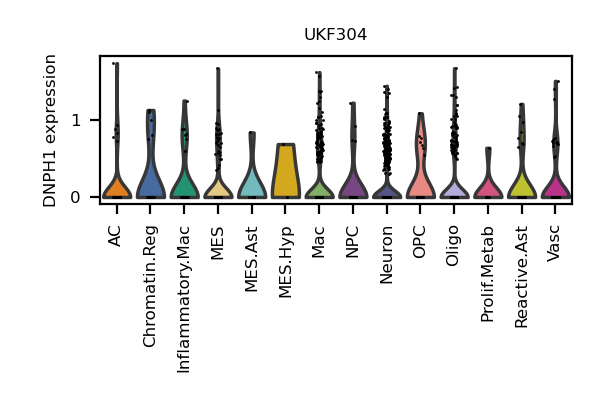 UKF304
DNPH1 expression
1
0
AC
Chromatin.Reg
Inflammatory.Mac
MES
MES.Ast
MES.Hyp
Mac
NPC
Neuron
OPC
Oligo
Prolif.Metab
Reactive.Ast
Vasc